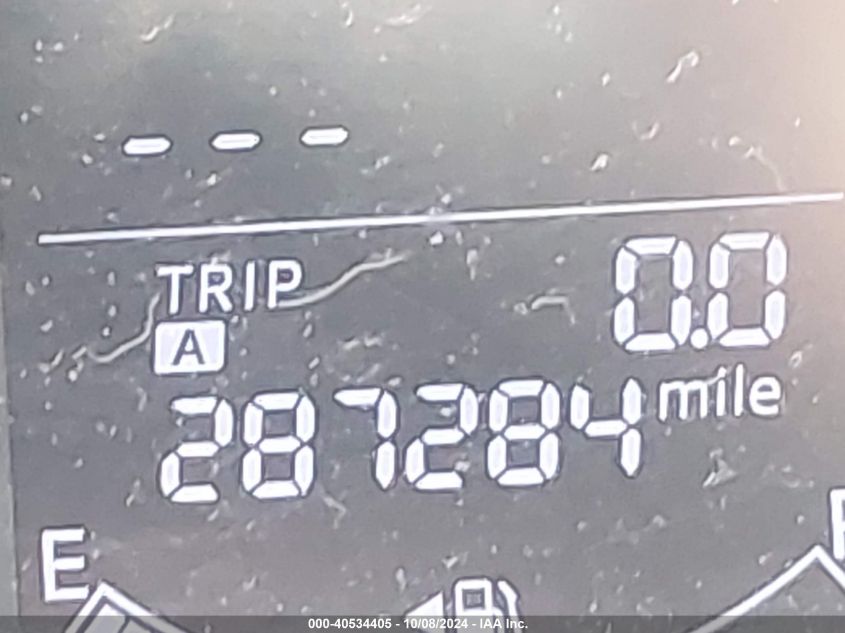 - - -
TRIP 0.0
A
287284 mile
E
000-40534405 - 10/08/2024 - IAA Inc.